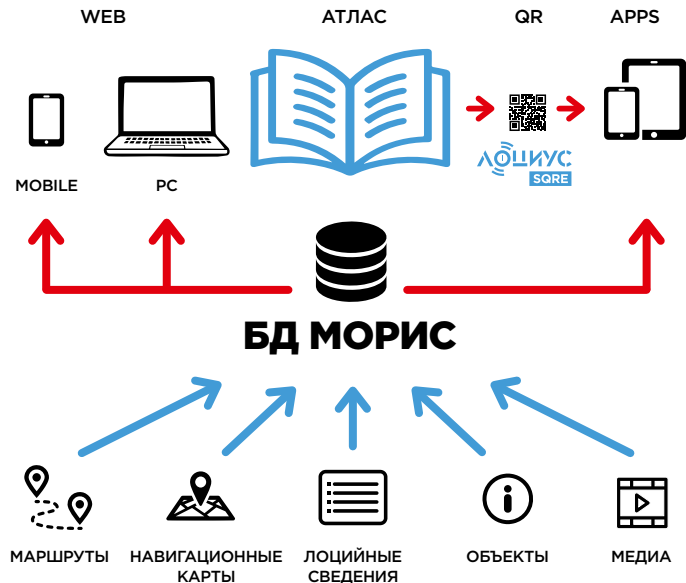 WEB
АТЛАС
QR
APPS
ЛОЦИУС
SQRE
MOBILE
PC
БД МОРИС
МАРШРУТЫ
НАВИГАЦИОННЫЕ
КАРТЫ
ЛОЦИЙНЫЕ
СВЕДЕНИЯ
ОБЪЕКТЫ
МЕДИА